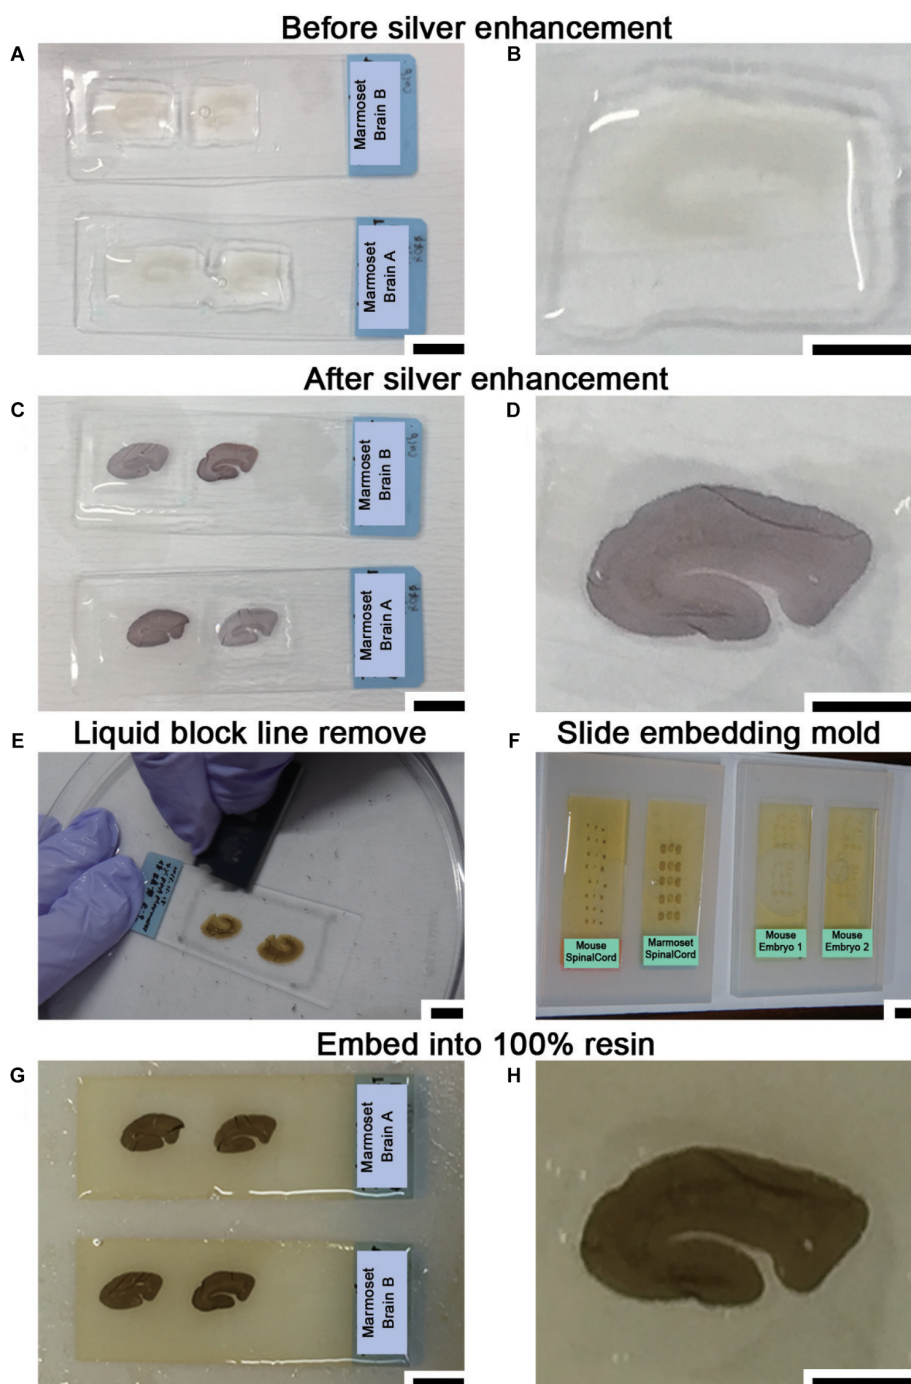 Before silver enhancement
A
B
Marmoset
Brain B
Marmoset
Brain A
After silver enhancement
C
D
Marmoset
Brain B
Marmoset
Brain A
Liquid block line remove
Slide embedding mold
E
F
Mouse
SpinalCord
Marmoset
SpinalCord
Mouse
Embryo 1
Mouse
Embryo 2
Embed into 100% resin
G
H
Marmoset
Brain A
Marmoset
Brain B